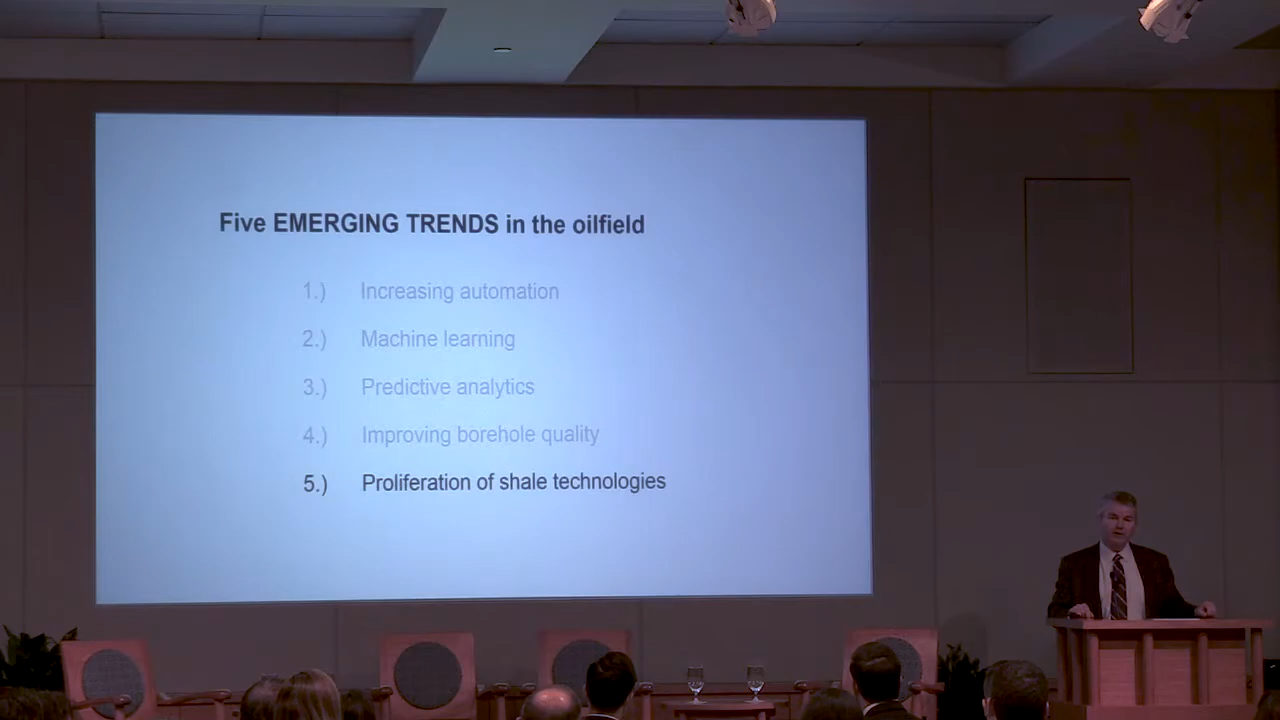 Five EMERGING TRENDS in the oilfield
1.) Increasing automation
2.) Machine learning
3.) Predictive analytics
4.) Improving borehole quality
5.) Proliferation of shale technologies